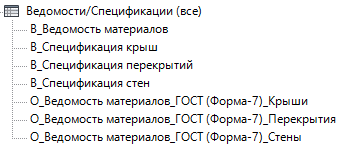 Ведомости/Спецификации (все)
В_Ведомость материалов
В_Спецификация крыш
В_Спецификация перекрытий
В_Спецификация стен
О_Ведомость материалов_ГОСТ (Форма-7)_Крыши
О_Ведомость материалов_ГОСТ (Форма-7)_Перекрытия
О_Ведомость материалов_ГОСТ (Форма-7)_Стены